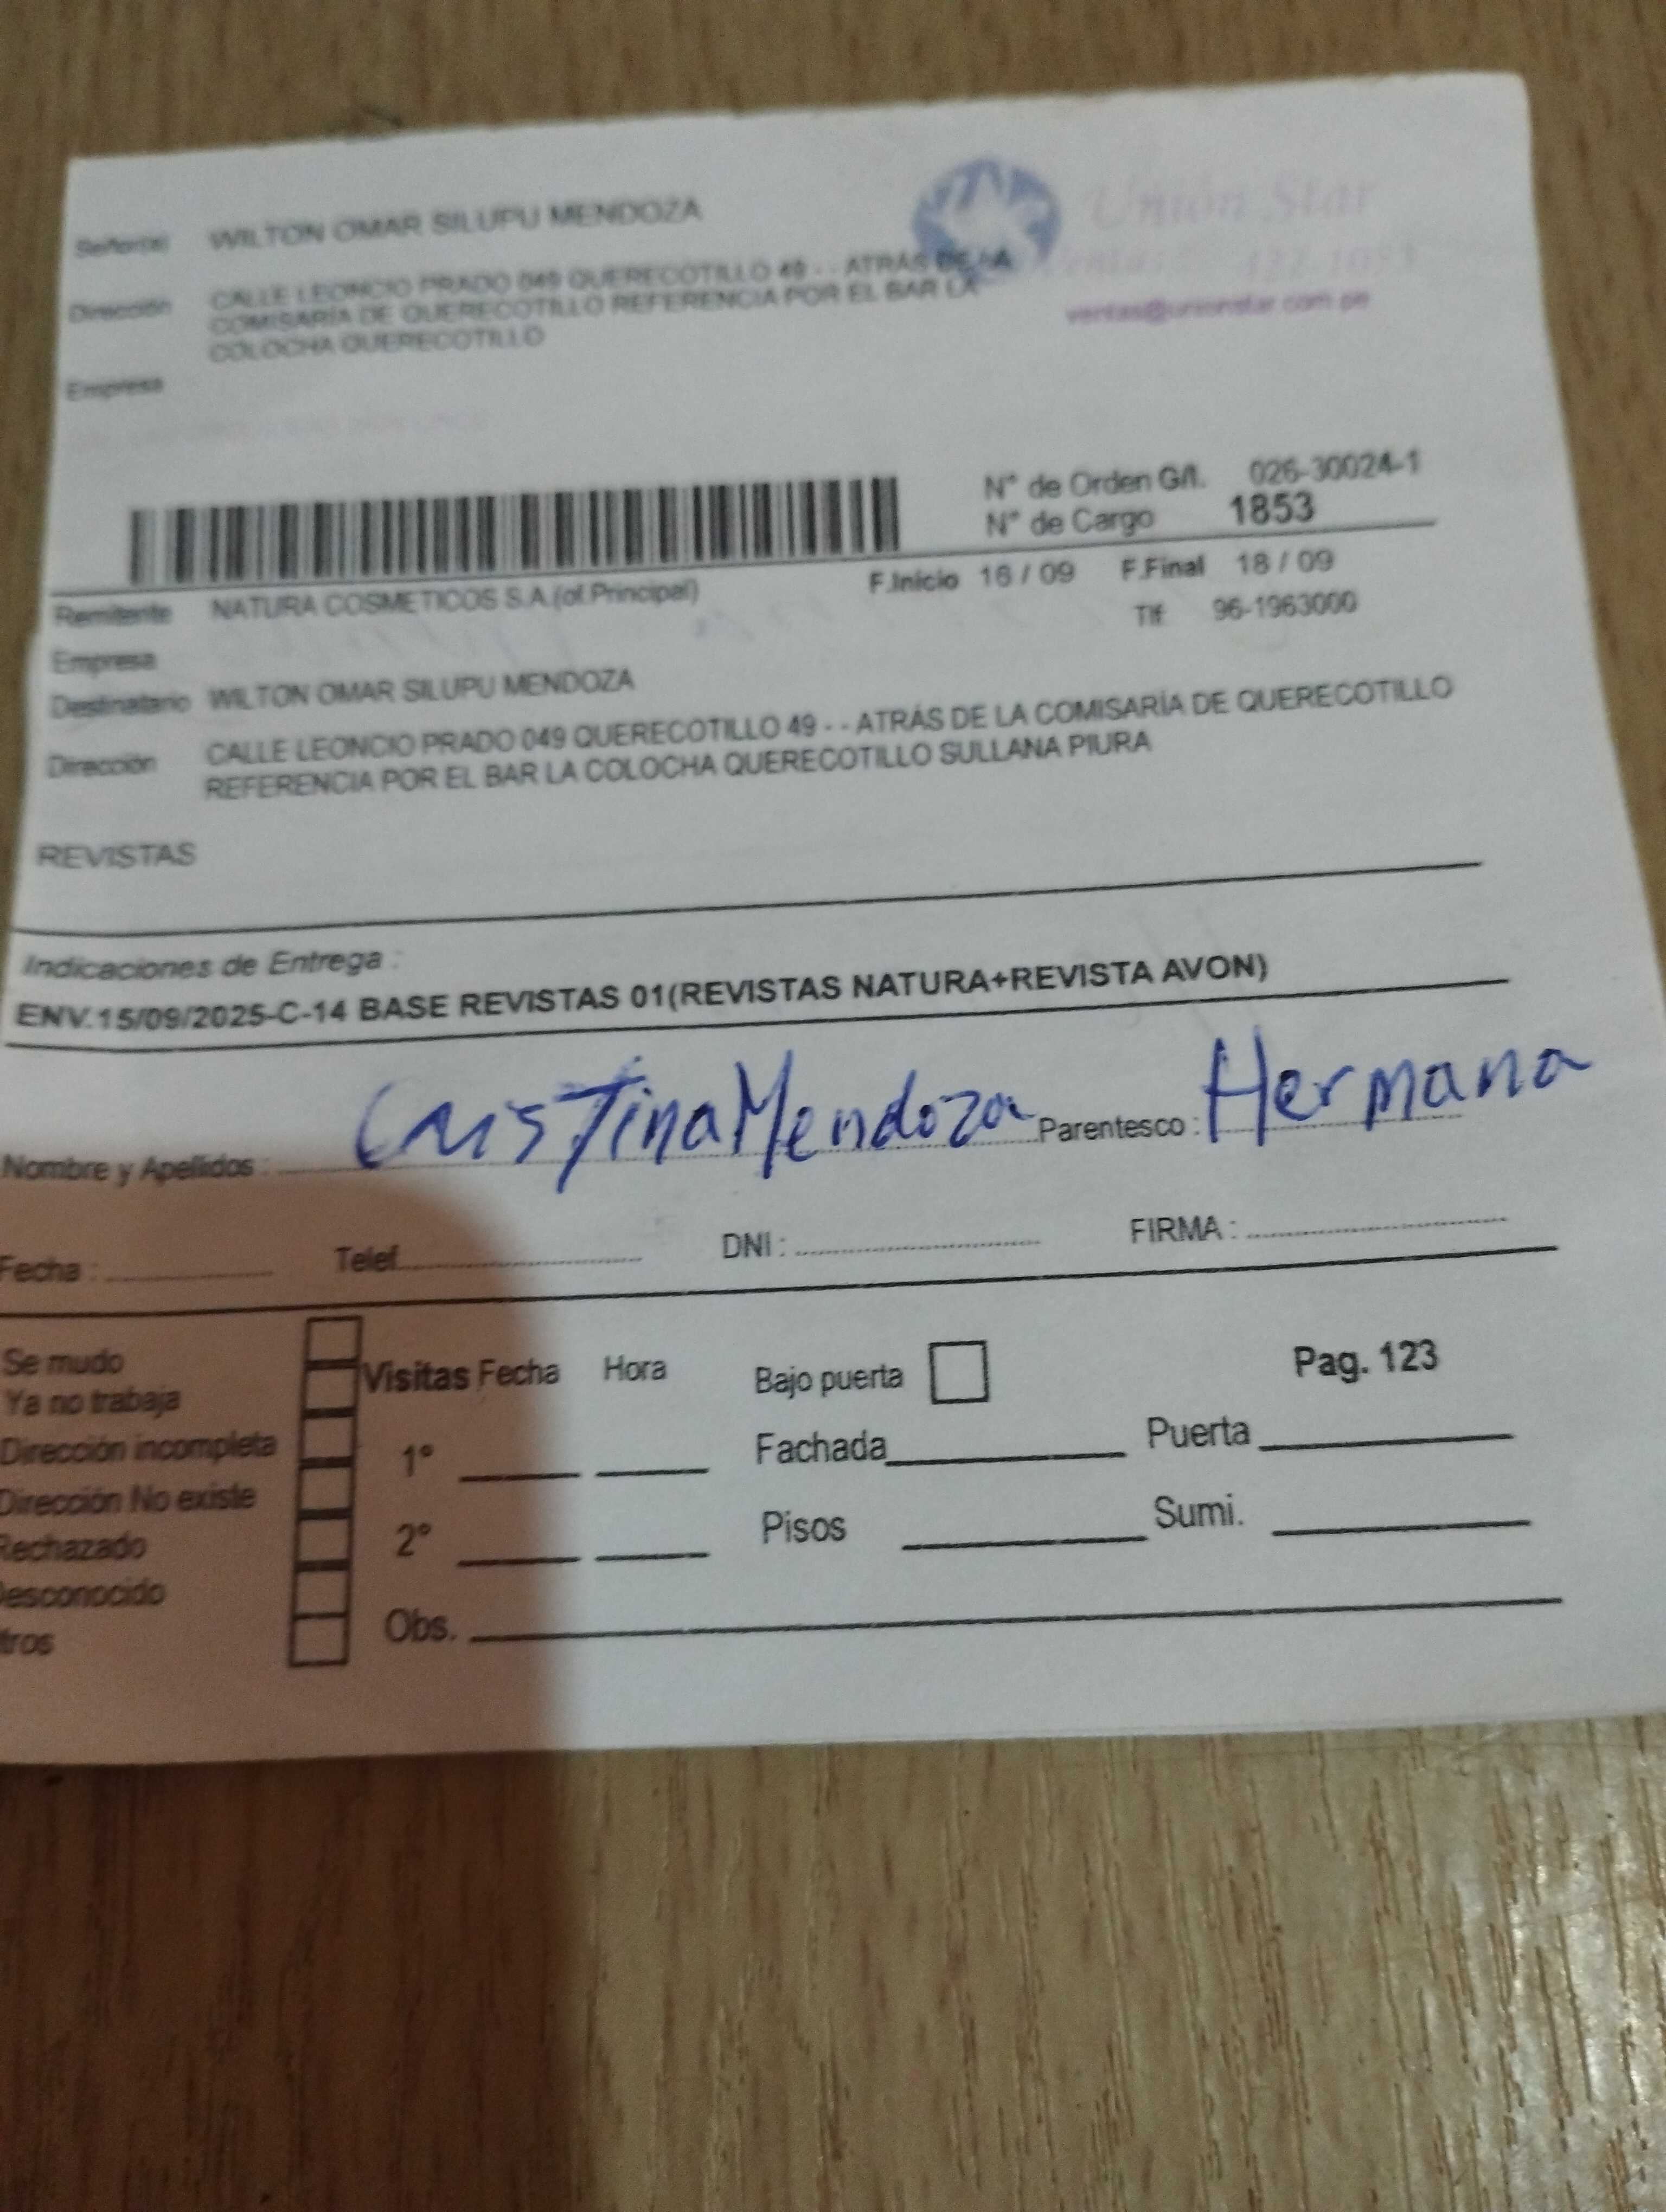 Señor(a) WILTON OMAR SILUPU MENDOZA
Unión Star
Dirección CALLE LEONCIO PRADO 049 QUERECOTILLO 49 - - ATRÁS DE LA
COMISARÍA DE QUERECOTILLO REFERENCIA POR EL BAR LA
COLOCHA QUERECOTILLO
ventas@unionstar.com.pe
Empresa
N° de Orden G/I. 026-30024-1
N° de Cargo 1853
Remitente NATURA COSMETICOS S.A.(of.Principal) F.Inicio 16 / 09 F.Final 18 / 09
Tlf 96-1963000
Empresa
Destinatario WILTON OMAR SILUPU MENDOZA
Dirección CALLE LEONCIO PRADO 049 QUERECOTILLO 49 - - ATRÁS DE LA COMISARÍA DE QUERECOTILLO
REFERENCIA POR EL BAR LA COLOCHA QUERECOTILLO SULLANA PIURA
REVISTAS
Indicaciones de Entrega :
ENV.15/09/2025-C-14 BASE REVISTAS 01(REVISTAS NATURA+REVISTA AVON)
Nombre y Apellidos : CrisTina Mendoza Parentesco : Hermana
Fecha : Telef. DNI : FIRMA :
Se mudo
Ya no trabaja
Dirección incompleta
Dirección No existe
Rechazado
Desconocido
tros
Visitas Fecha Hora
1°
2°
Obs.
Bajo puerta Pag. 123
Fachada Puerta
Pisos Sumi.